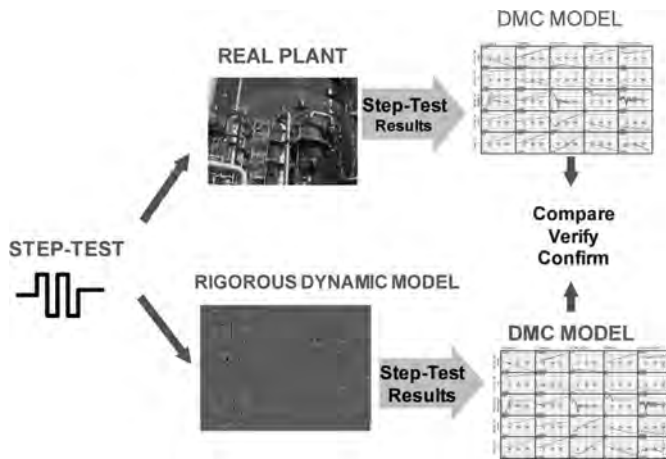 DMC MODEL
REAL PLANT
Step-Test
Results
STEP-TEST
Compare
Verify
Confirm
RIGOROUS DYNAMIC MODEL
DMC MODEL
Step-Test
Results